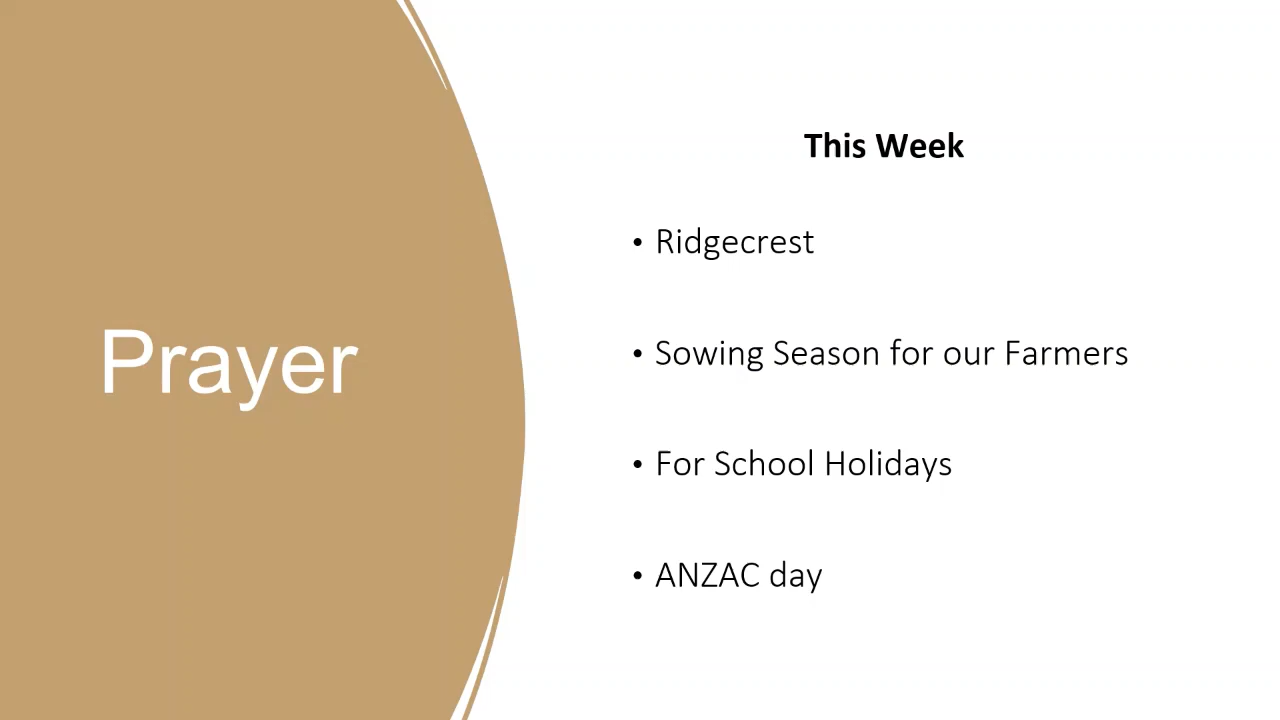 Prayer
This Week
• Ridgecrest
• Sowing Season for our Farmers
• For School Holidays
• ANZAC day